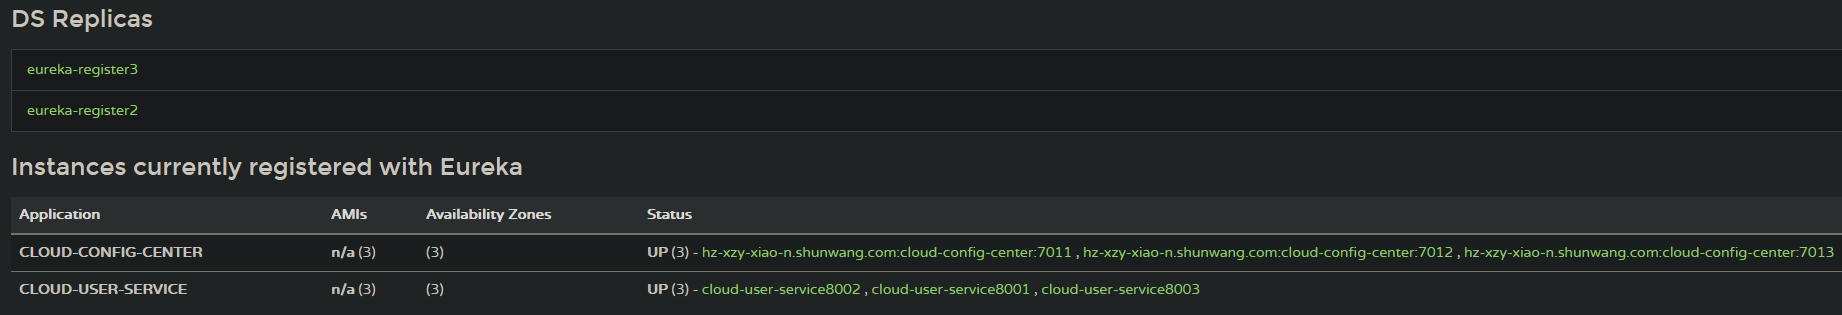 DS Replicas
eureka-register3
eureka-register2
Instances currently registered with Eureka
Application AMIs Availability Zones Status
CLOUD-CONFIG-CENTER n/a (3) (3) UP (3) - hz-xzy-xiao-n.shunwang.com:cloud-config-center:7011 , hz-xzy-xiao-n.shunwang.com:cloud-config-center:7012 , hz-xzy-xiao-n.shunwang.com:cloud-config-center:7013
CLOUD-USER-SERVICE n/a (3) (3) UP (3) - cloud-user-service8002 , cloud-user-service8001 , cloud-user-service8003